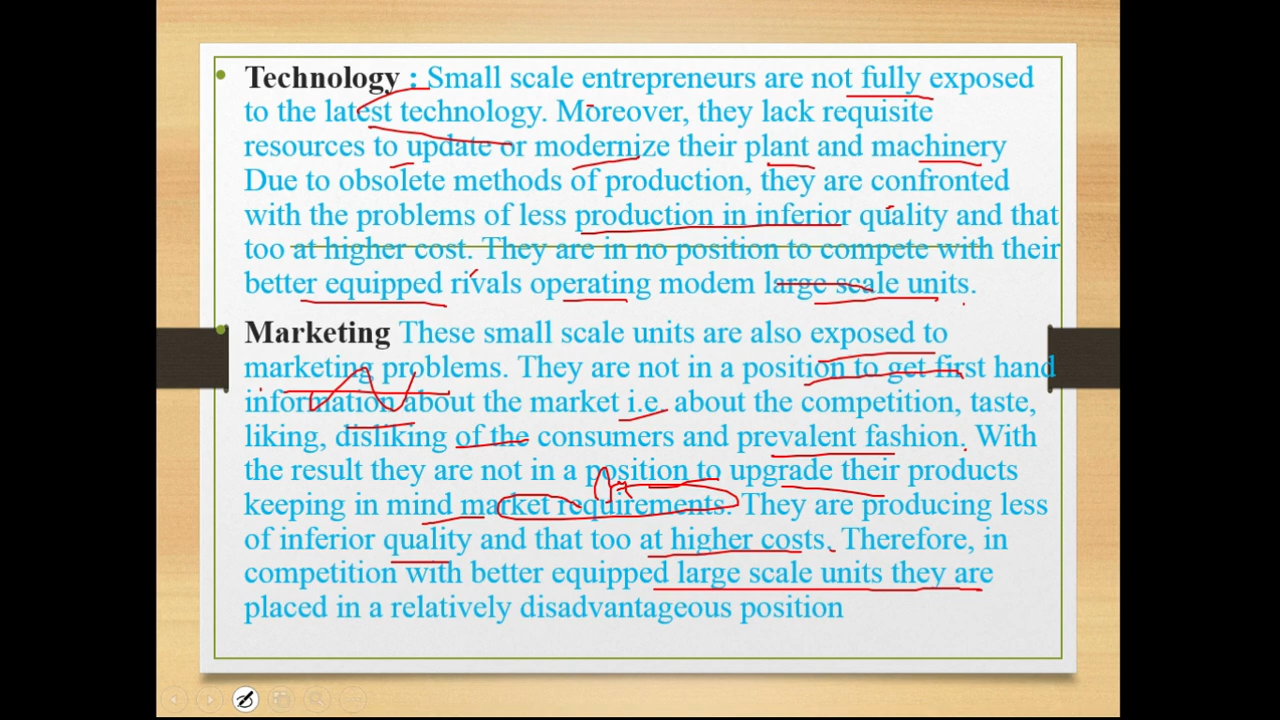 • Technology : Small scale entrepreneurs are not fully exposed
to the latest technology. Moreover, they lack requisite
resources to update or modernize their plant and machinery
Due to obsolete methods of production, they are confronted
with the problems of less production in inferior quality and that
too at higher cost. They are in no position to compete with their
better equipped rivals operating modem large scale units.
• Marketing These small scale units are also exposed to
marketing problems. They are not in a position to get first hand
information about the market i.e. about the competition, taste,
liking, disliking of the consumers and prevalent fashion. With
the result they are not in a position to upgrade their products
keeping in mind market requirements. They are producing less
of inferior quality and that too at higher costs. Therefore, in
competition with better equipped large scale units they are
placed in a relatively disadvantageous position